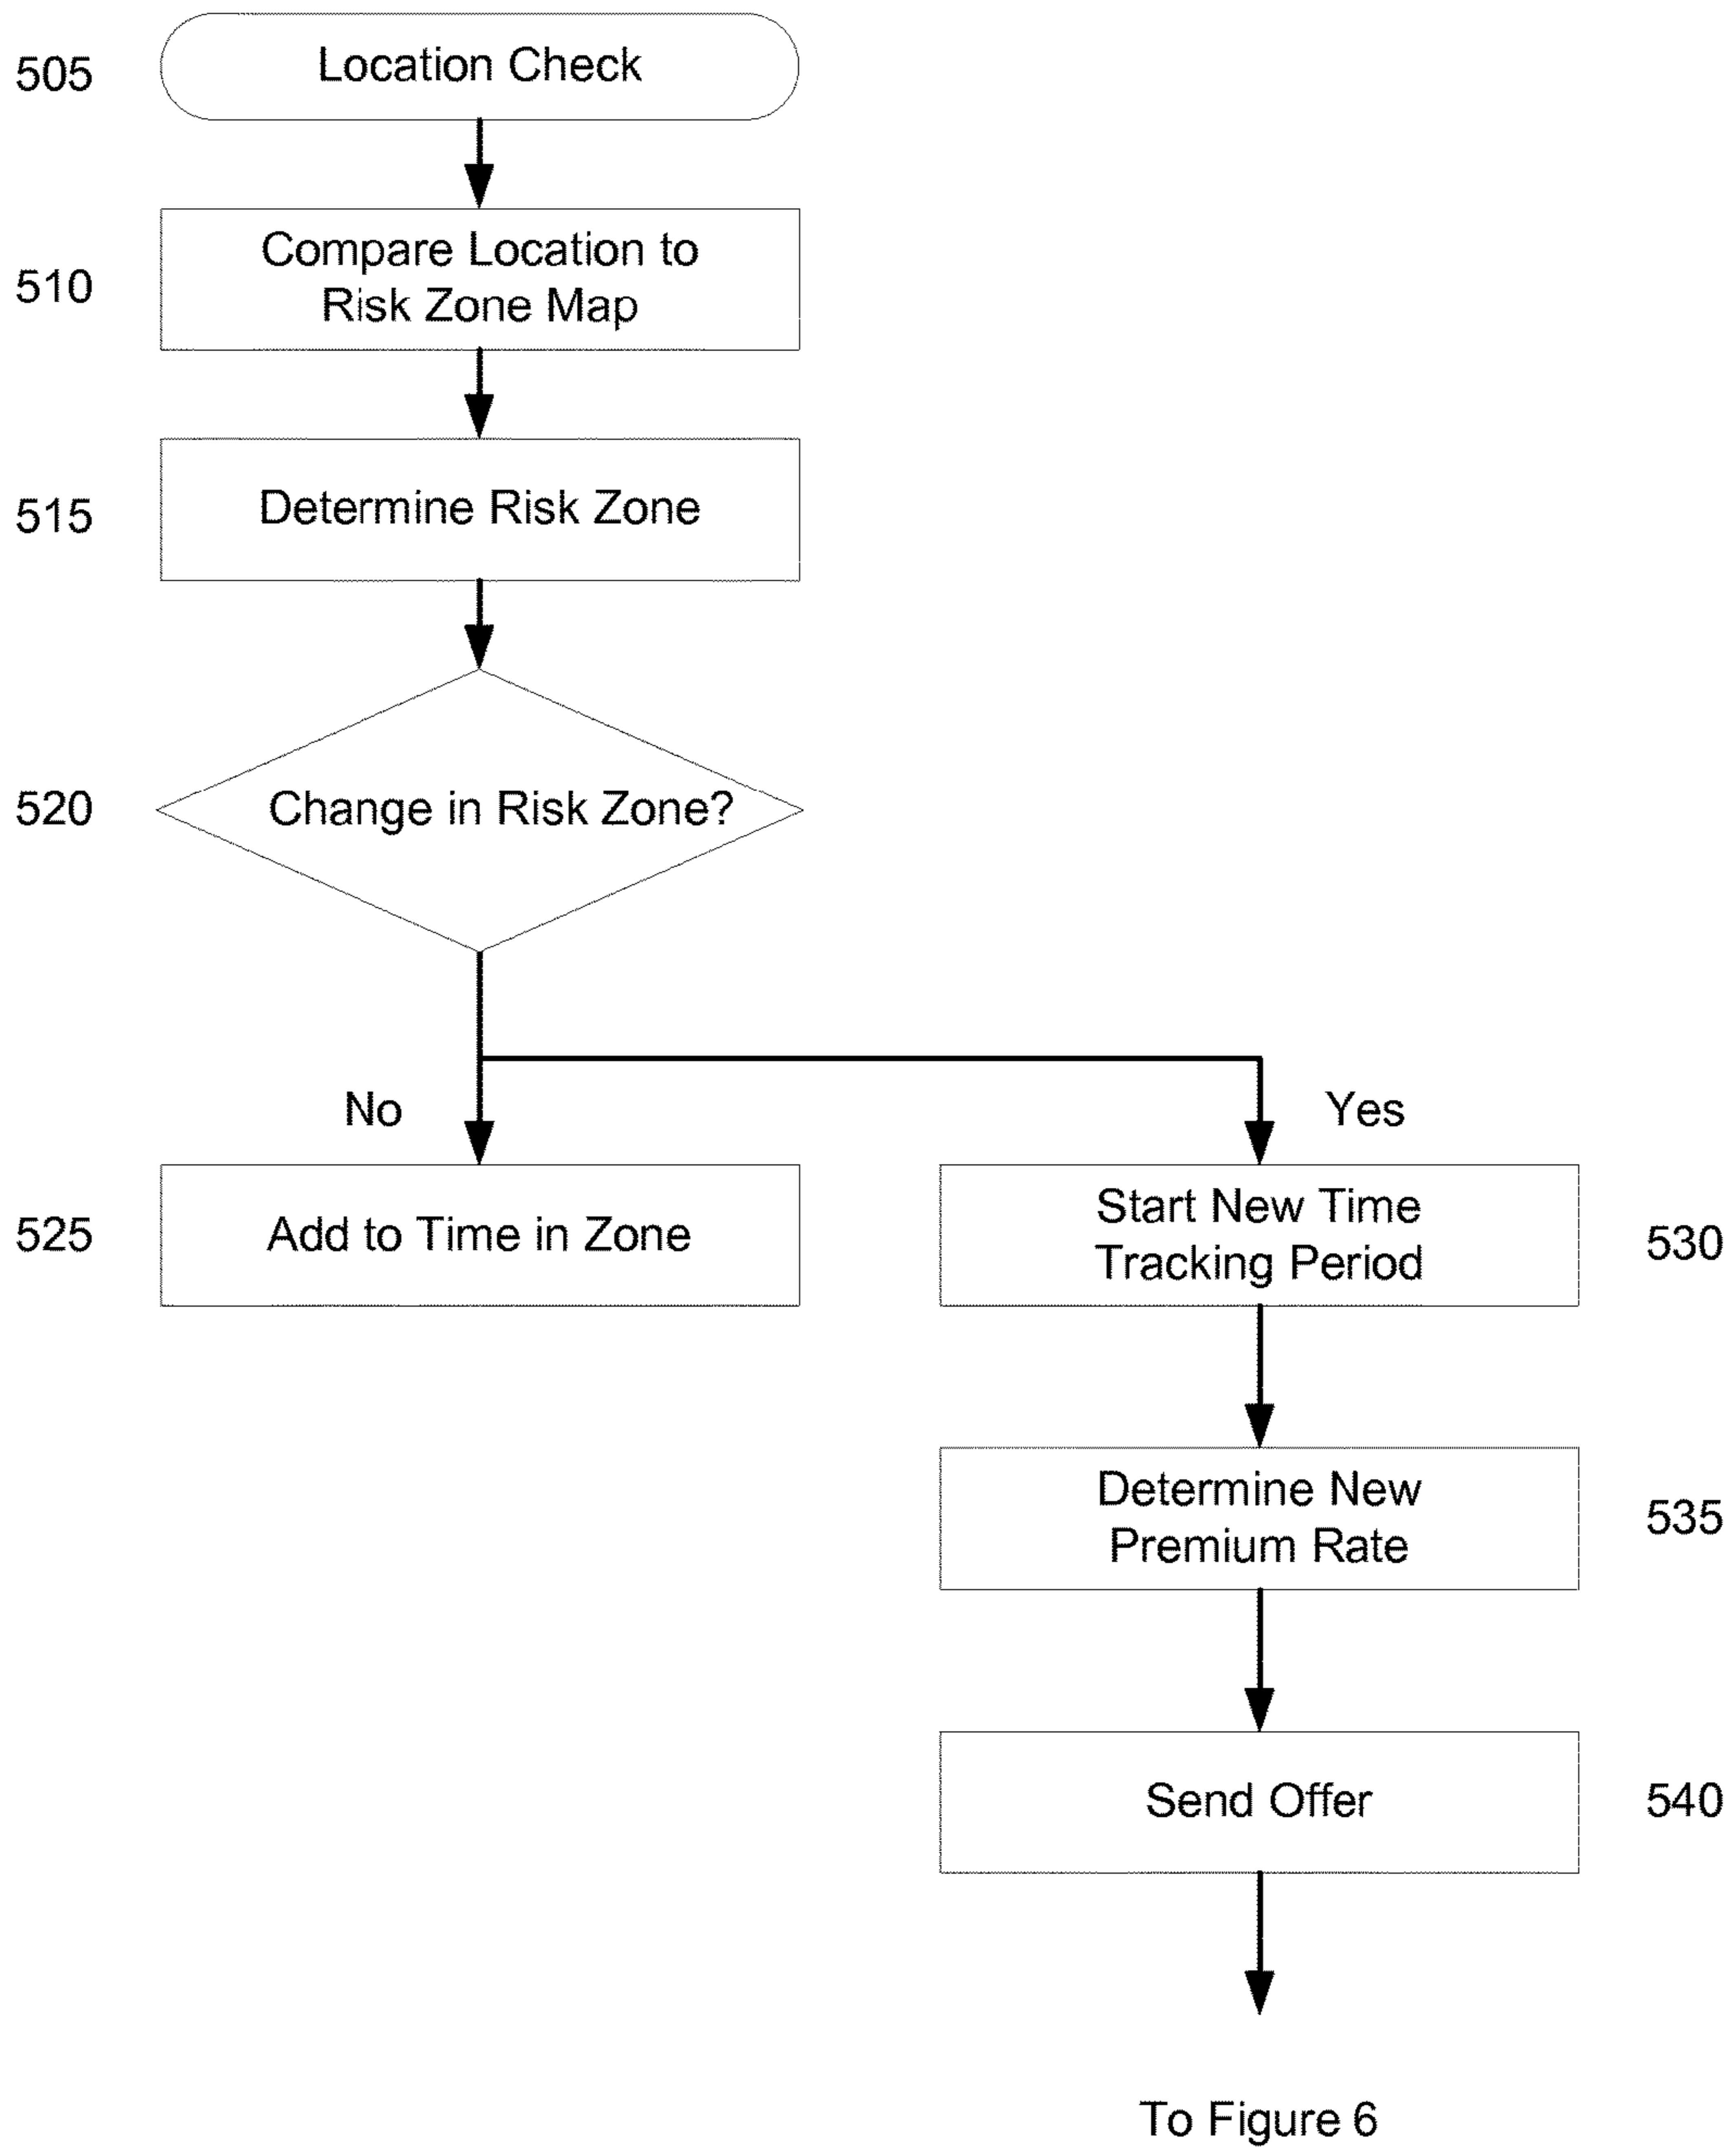 505
Location Check
510
Compare Location to
Risk Zone Map
515
Determine Risk Zone
520
Change in Risk Zone?
No
Yes
525
Add to Time in Zone
Start New Time
Tracking Period
530
Determine New
Premium Rate
535
Send Offer
540
To Figure 6